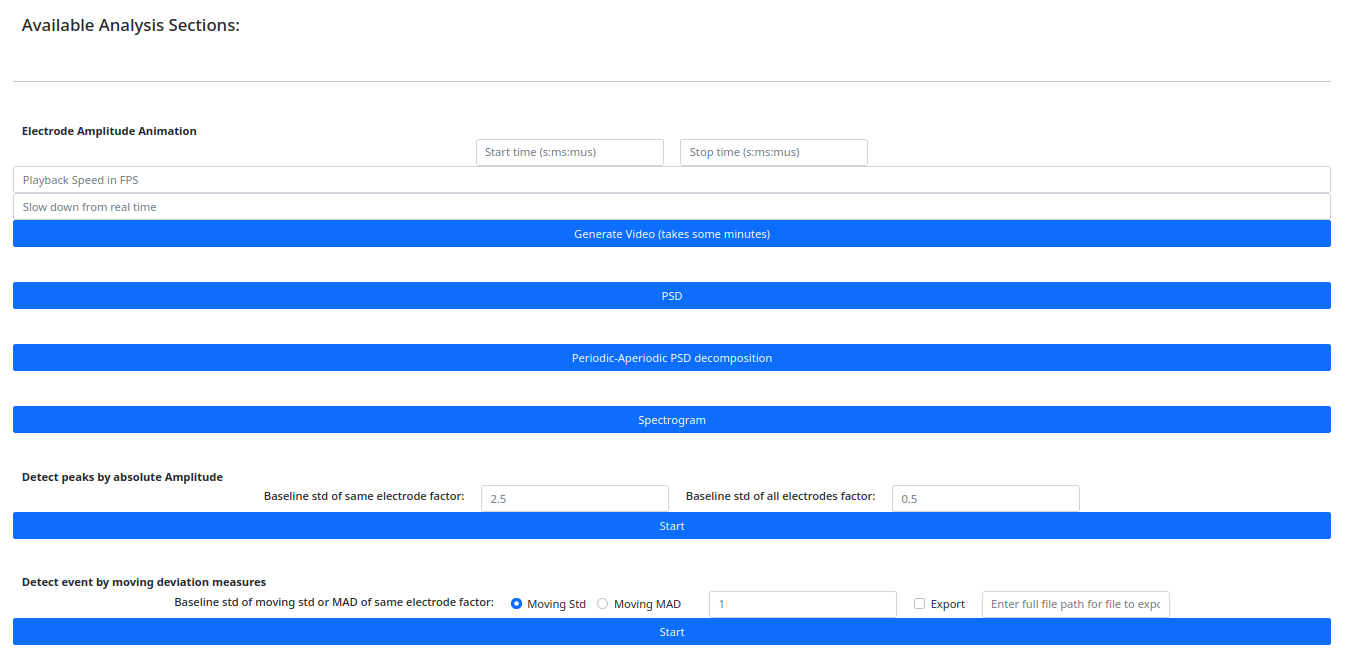 Available Analysis Sections:
Electrode Amplitude Animation
Start time (s:ms:mus) Stop time (s:ms:mus)
Playback Speed in FPS
Slow down from real time
Generate Video (takes some minutes)
PSD
Periodic-Aperiodic PSD decomposition
Spectrogram
Detect peaks by absolute Amplitude
Baseline std of same electrode factor: 2.5 Baseline std of all electrodes factor: 0.5
Start
Detect event by moving deviation measures
Baseline std of moving std or MAD of same electrode factor: Moving Std Moving MAD 1 Export Enter full file path for file to expo
Start